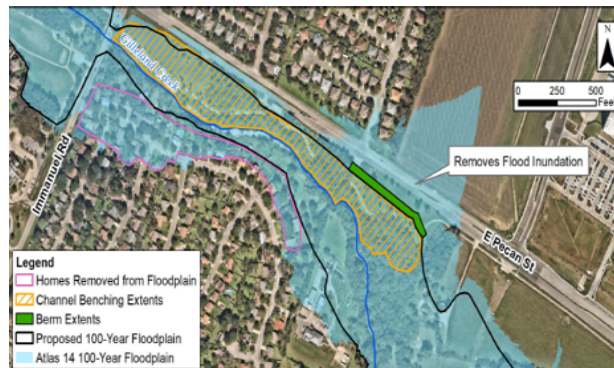 Gilleland Creek
N
0 250 500
Feet
Immanuel Rd
Removes Flood Inundation
E Pecan St
Legend
Homes Removed from Floodplain
Channel Benching Extents
Berm Extents
Proposed 100-Year Floodplain
Atlas 14 100-Year Floodplain